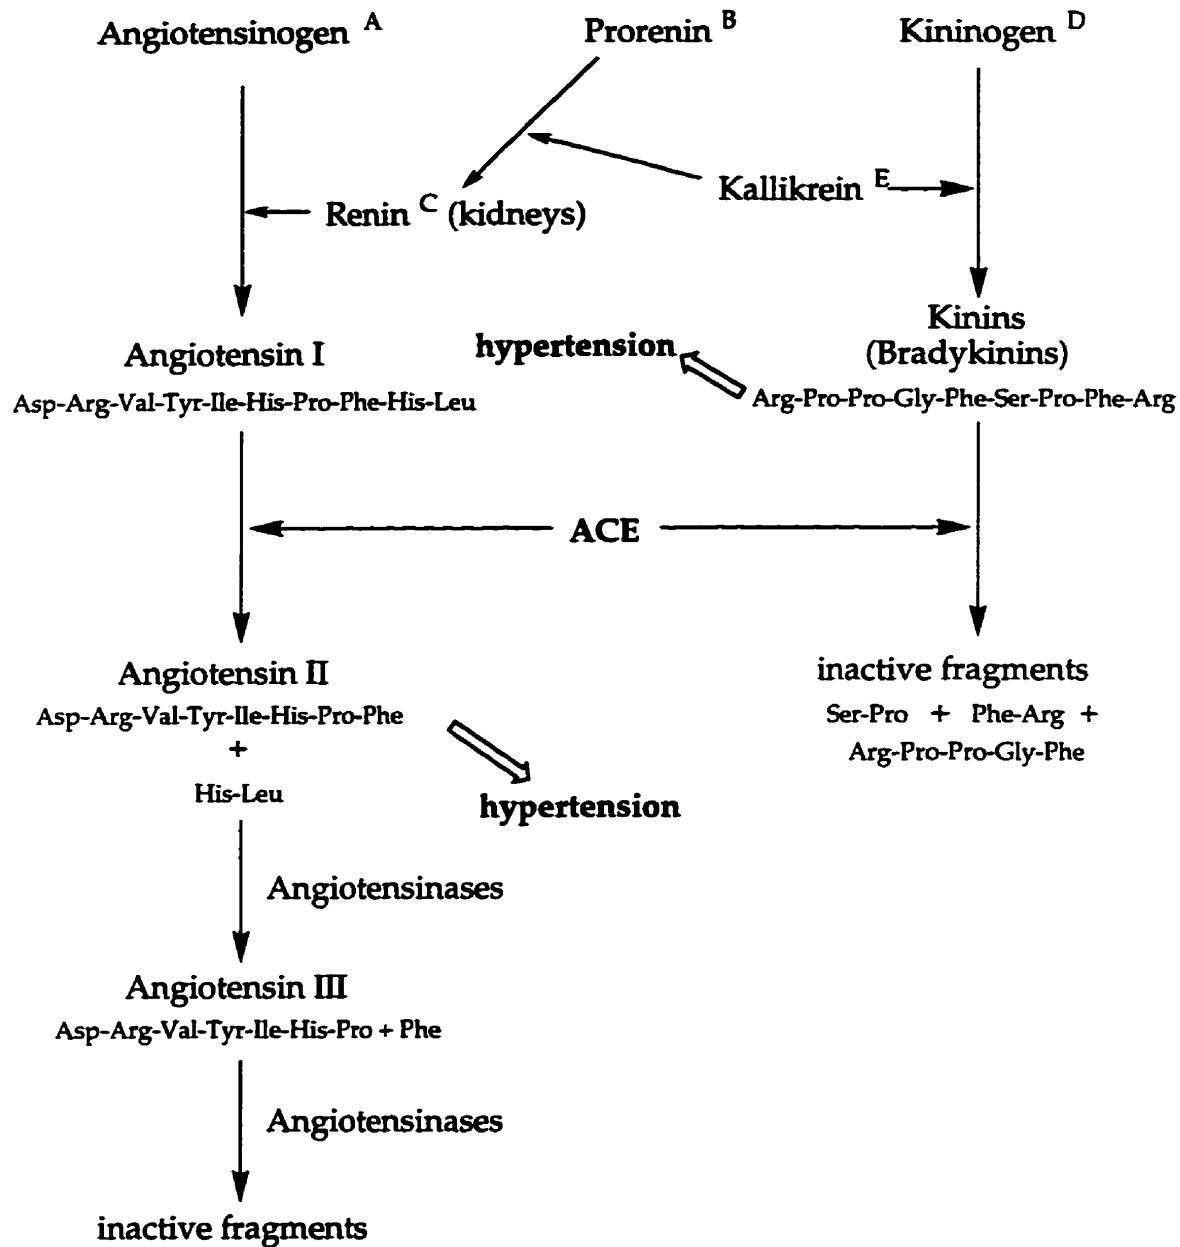 Angiotensinogen A
Prorenin B
Kininogen D
Kallikrein E
Renin C (kidneys)
Kinins
(Bradykinins)
hypertension
Angiotensin I
Asp-Arg-Val-Tyr-Ile-His-Pro-Phe-His-Leu
Arg-Pro-Pro-Gly-Phe-Ser-Pro-Phe-Arg
ACE
Angiotensin II
Asp-Arg-Val-Tyr-Ile-His-Pro-Phe
+
His-Leu
inactive fragments
Ser-Pro + Phe-Arg +
Arg-Pro-Pro-Gly-Phe
hypertension
Angiotensinases
Angiotensin III
Asp-Arg-Val-Tyr-Ile-His-Pro + Phe
Angiotensinases
inactive fragments